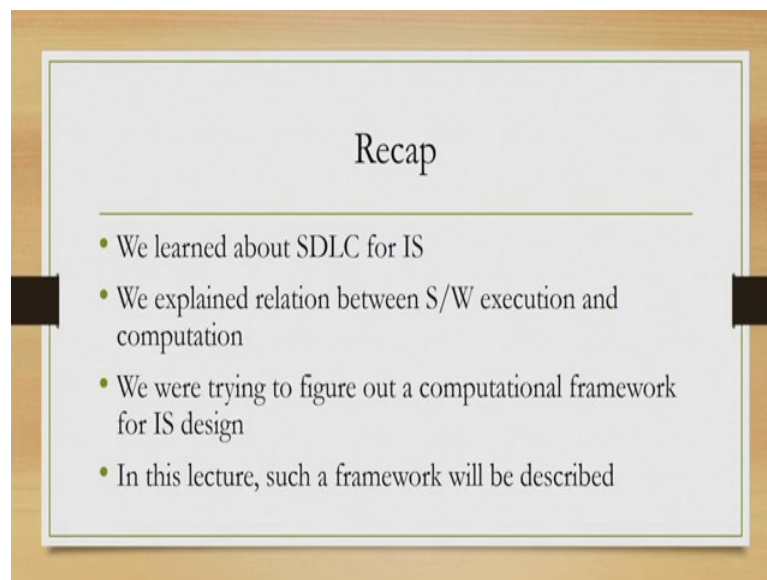 Recap
• We learned about SDLC for IS
• We explained relation between S/W execution and
computation
• We were trying to figure out a computational framework
for IS design
• In this lecture, such a framework will be described